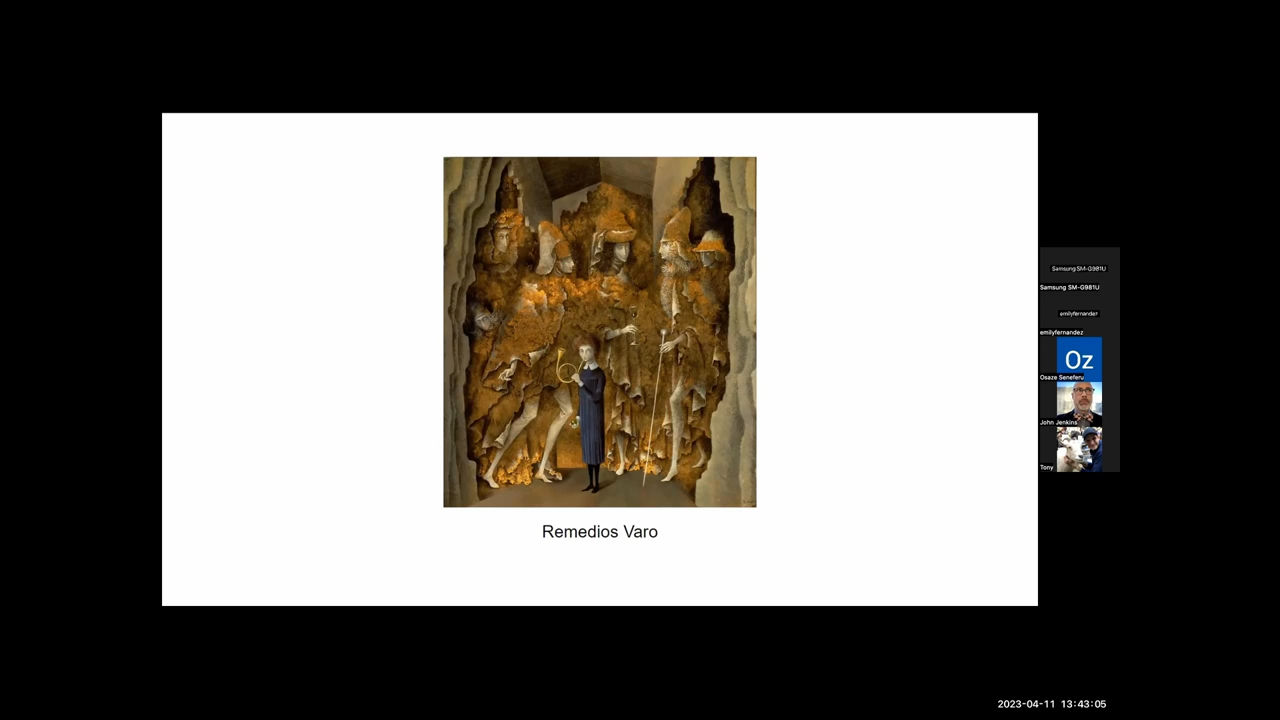 Remedios Varo
Samsung SM-G981U
Samsung SM-G981U
emilyfernandez
emilyfernandez
Oz
Osaze Seneferu
John Jenkins
Tony
2023-04-11 13:43:05